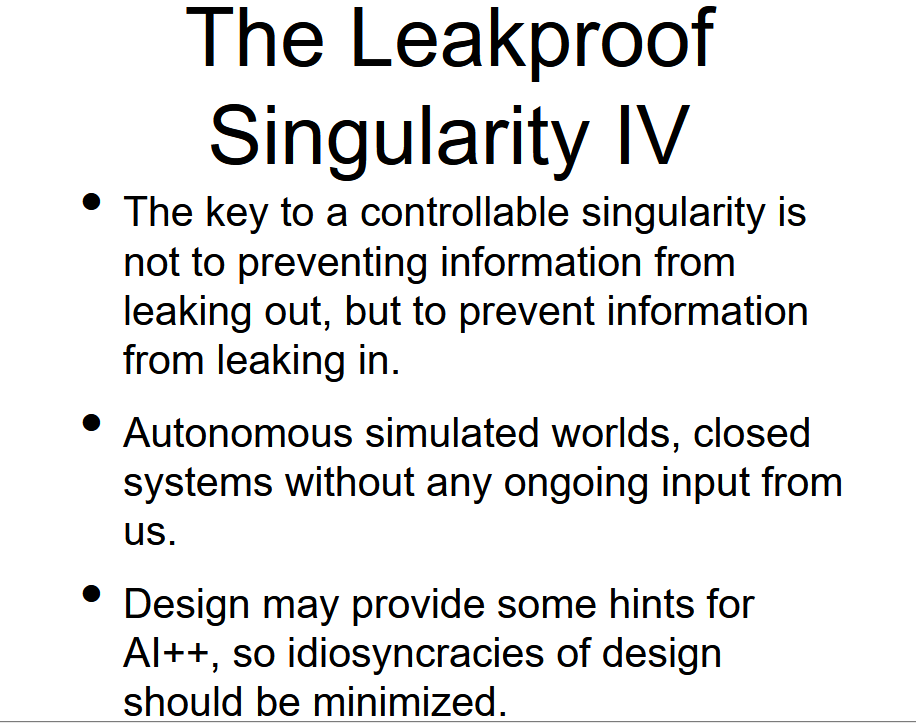 The Leakproof
Singularity IV
• The key to a controllable singularity is
not to preventing information from
leaking out, but to prevent information
from leaking in.
• Autonomous simulated worlds, closed
systems without any ongoing input from
us.
• Design may provide some hints for
AI++, so idiosyncracies of design
should be minimized.